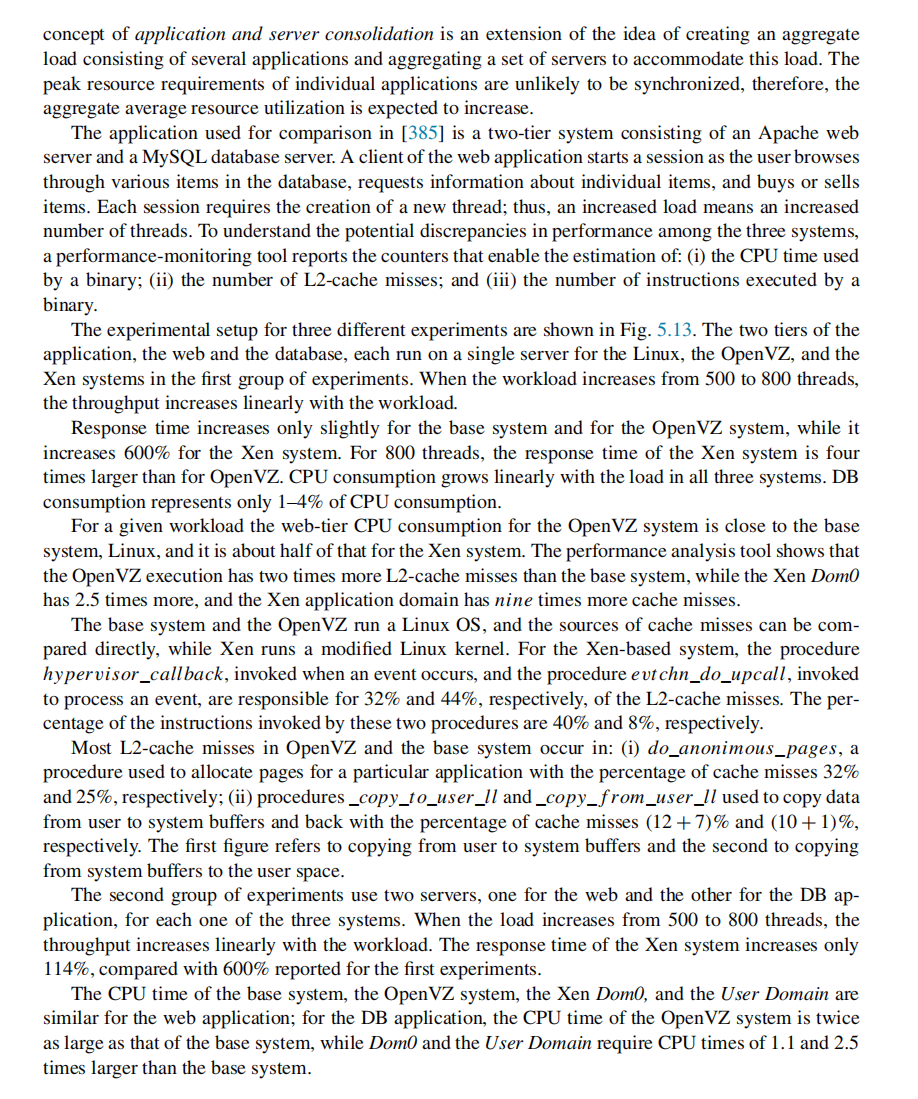 concept of application and server consolidation is an extension of the idea of creating an aggregate
load consisting of several applications and aggregating a set of servers to accommodate this load. The
peak resource requirements of individual applications are unlikely to be synchronized, therefore, the
aggregate average resource utilization is expected to increase.
The application used for comparison in [385] is a two-tier system consisting of an Apache web
server and a MySQL database server. A client of the web application starts a session as the user browses
through various items in the database, requests information about individual items, and buys or sells
items. Each session requires the creation of a new thread; thus, an increased load means an increased
number of threads. To understand the potential discrepancies in performance among the three systems,
a performance-monitoring tool reports the counters that enable the estimation of: (i) the CPU time used
by a binary; (ii) the number of L2-cache misses; and (iii) the number of instructions executed by a
binary.
The experimental setup for three different experiments are shown in Fig. 5.13. The two tiers of the
application, the web and the database, each run on a single server for the Linux, the OpenVZ, and the
Xen systems in the first group of experiments. When the workload increases from 500 to 800 threads,
the throughput increases linearly with the workload.
Response time increases only slightly for the base system and for the OpenVZ system, while it
increases 600% for the Xen system. For 800 threads, the response time of the Xen system is four
times larger than for OpenVZ. CPU consumption grows linearly with the load in all three systems. DB
consumption represents only 1–4% of CPU consumption.
For a given workload the web-tier CPU consumption for the OpenVZ system is close to the base
system, Linux, and it is about half of that for the Xen system. The performance analysis tool shows that
the OpenVZ execution has two times more L2-cache misses than the base system, while the Xen Dom0
has 2.5 times more, and the Xen application domain has nine times more cache misses.
The base system and the OpenVZ run a Linux OS, and the sources of cache misses can be com-
pared directly, while Xen runs a modified Linux kernel. For the Xen-based system, the procedure
hypervisor_callback, invoked when an event occurs, and the procedure evtchn_do_upcall, invoked
to process an event, are responsible for 32% and 44%, respectively, of the L2-cache misses. The per-
centage of the instructions invoked by these two procedures are 40% and 8%, respectively.
Most L2-cache misses in OpenVZ and the base system occur in: (i) do_anonimous_pages, a
procedure used to allocate pages for a particular application with the percentage of cache misses 32%
and 25%, respectively; (ii) procedures _copy_to_user_ll and _copy_from_user_ll used to copy data
from user to system buffers and back with the percentage of cache misses (12 + 7)% and (10 + 1)%,
respectively. The first figure refers to copying from user to system buffers and the second to copying
from system buffers to the user space.
The second group of experiments use two servers, one for the web and the other for the DB ap-
plication, for each one of the three systems. When the load increases from 500 to 800 threads, the
throughput increases linearly with the workload. The response time of the Xen system increases only
114%, compared with 600% reported for the first experiments.
The CPU time of the base system, the OpenVZ system, the Xen Dom0, and the User Domain are
similar for the web application; for the DB application, the CPU time of the OpenVZ system is twice
as large as that of the base system, while Dom0 and the User Domain require CPU times of 1.1 and 2.5
times larger than the base system.